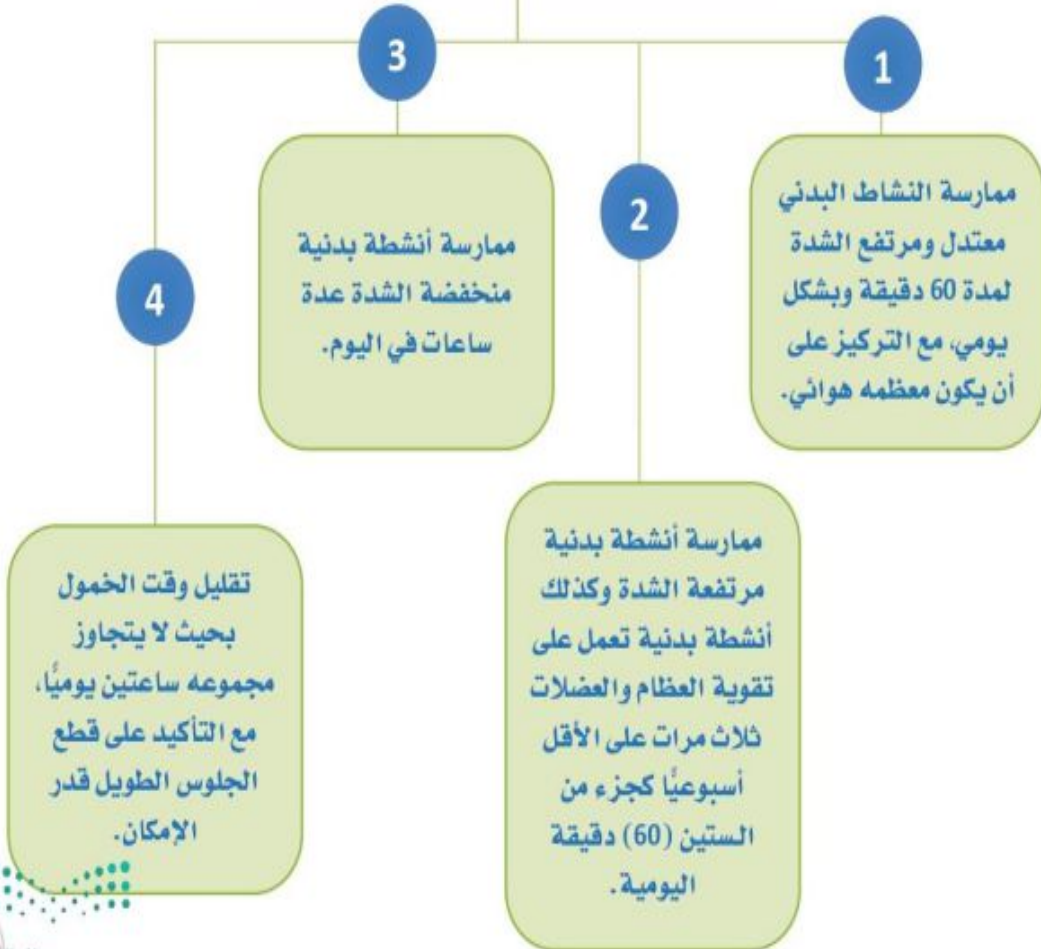 1
ممارسة النشاط البدني
معتدل ومرتفع الشدة
لمدة 60 دقيقة وبشكل
يومي، مع التركيز على
أن يكون معظمه هوائي.
2
ممارسة أنشطة بدنية
مرتفعة الشدة وكذلك
أنشطة بدنية تعمل على
تقوية العظام والعضلات
ثلاث مرات على الأقل
أسبوعيًا كجزء من
الستين (60) دقيقة
اليومية.
3
ممارسة أنشطة بدنية
منخفضة الشدة عدة
ساعات في اليوم.
4
تقليل وقت الخمول
بحيث لا يتجاوز
مجموعه ساعتين يوميًا،
مع التأكيد على قطع
الجلوس الطويل قدر
الإمكان.